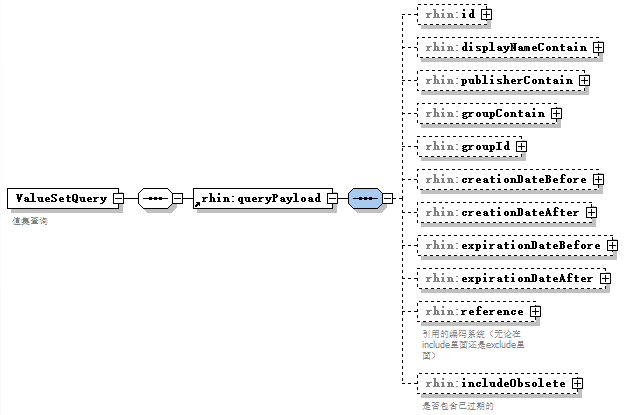 rhin:id
rhin:displayNameContain
rhin:publisherContain
rhin:groupContain
rhin:groupId
rhin:creationDateBefore
ValueSetQuery
rhin:queryPayload
值集查询
rhin:creationDateAfter
rhin:expirationDateBefore
rhin:expirationDateAfter
rhin:reference
引用的编码系统（无论在
include里面还是exclude里
面）
rhin:includeObsolete
是否包含已过期的